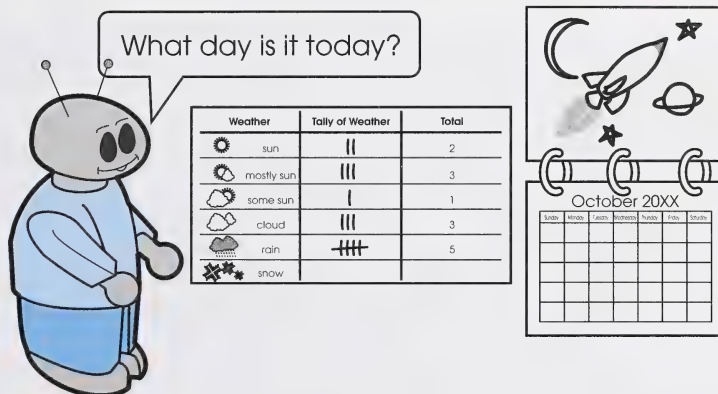 What day is it today?
Weather Tally of Weather Total
sun 2
mostly sun 3
some sun 1
cloud 3
rain 5
snow
October 20XX
Sunday Monday Tuesday Wednesday Thursday Friday Saturday